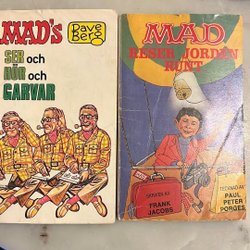 MAD's
Dave
Berg
SER och
HÖR och
GARVAR
MAD
RESER JORDEN
RUNT
SKRIVEN AV
FRANK
JACOBS
TECKNAD AV
PAUL
PETER
PORGES